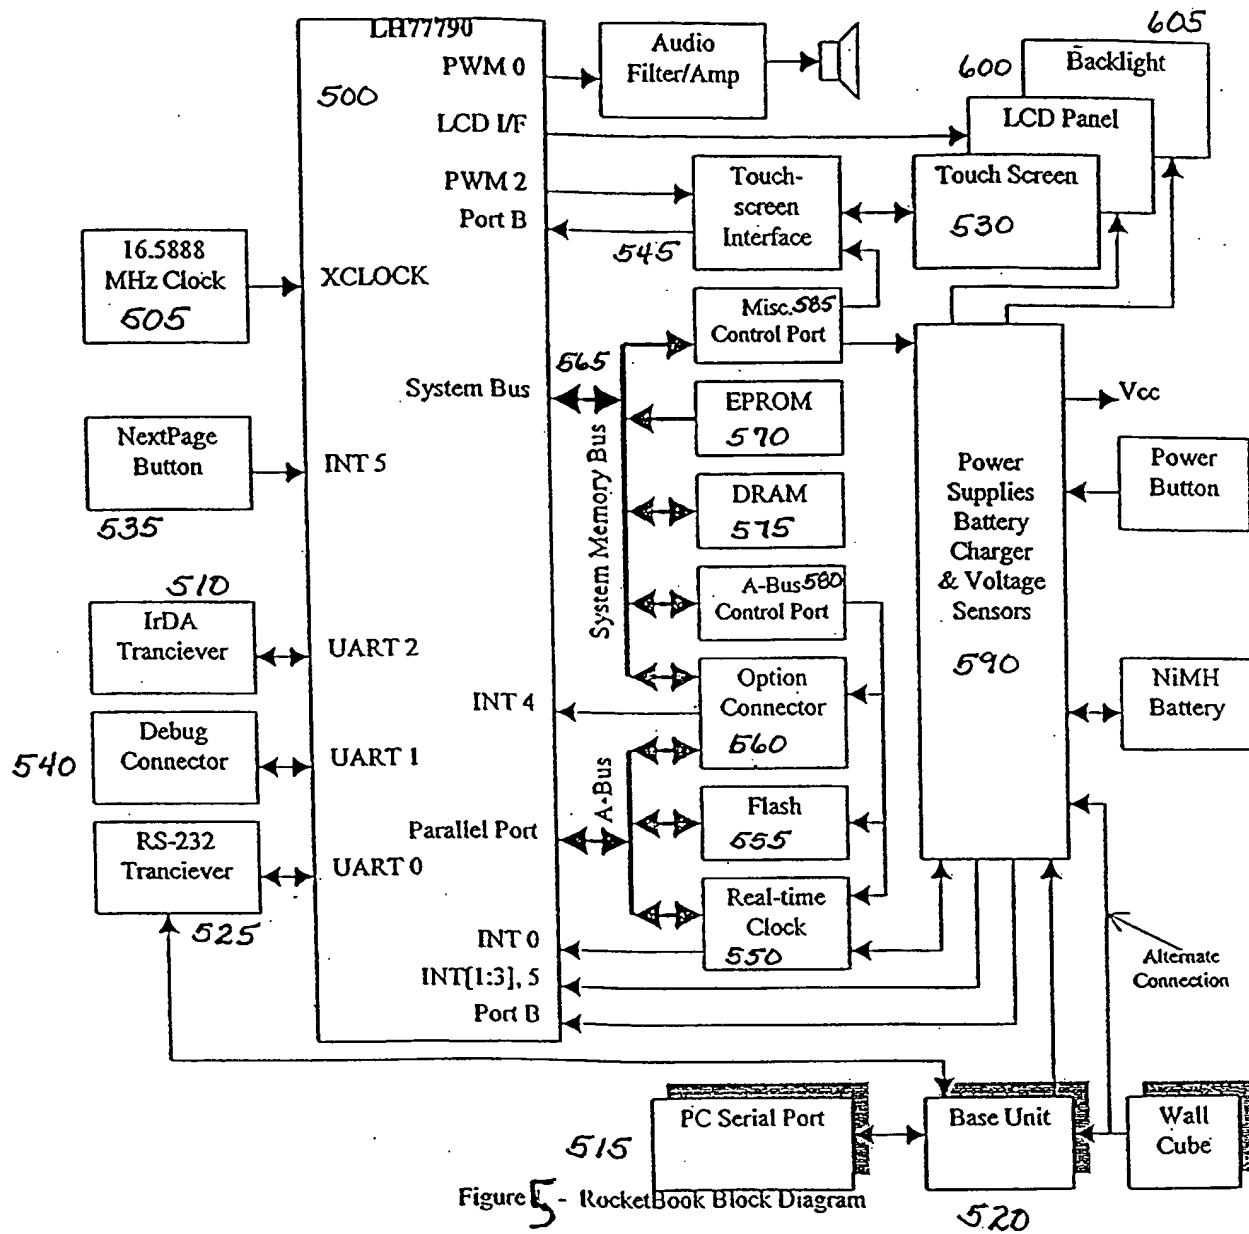 LH77790
500
PWM 0
LCD I/F
PWM 2
Port B
XCLOCK
System Bus
INT 5
UART 2
INT 4
UART 1
Parallel Port
UART 0
INT 0
INT[1:3], 5
Port B
Audio
Filter/Amp
605
Backlight
600
LCD Panel
Touch Screen
530
Touch-
screen
Interface
545
16.5888
MHz Clock
505
Misc. 585
Control Port
565
EPROM
570
System Memory Bus
DRAM
575
A-Bus 580
Control Port
Option
Connector
560
A-Bus
Flash
555
Real-time
Clock
550
NextPage
Button
535
510
IrDA
Tranciever
540
Debug
Connector
RS-232
Tranciever
525
Vcc
Power
Supplies
Battery
Charger
& Voltage
Sensors
590
Power
Button
NiMH
Battery
Alternate
Connection
PC Serial Port
515
Base Unit
520
Wall
Cube
Figure 5 - RocketBook Block Diagram